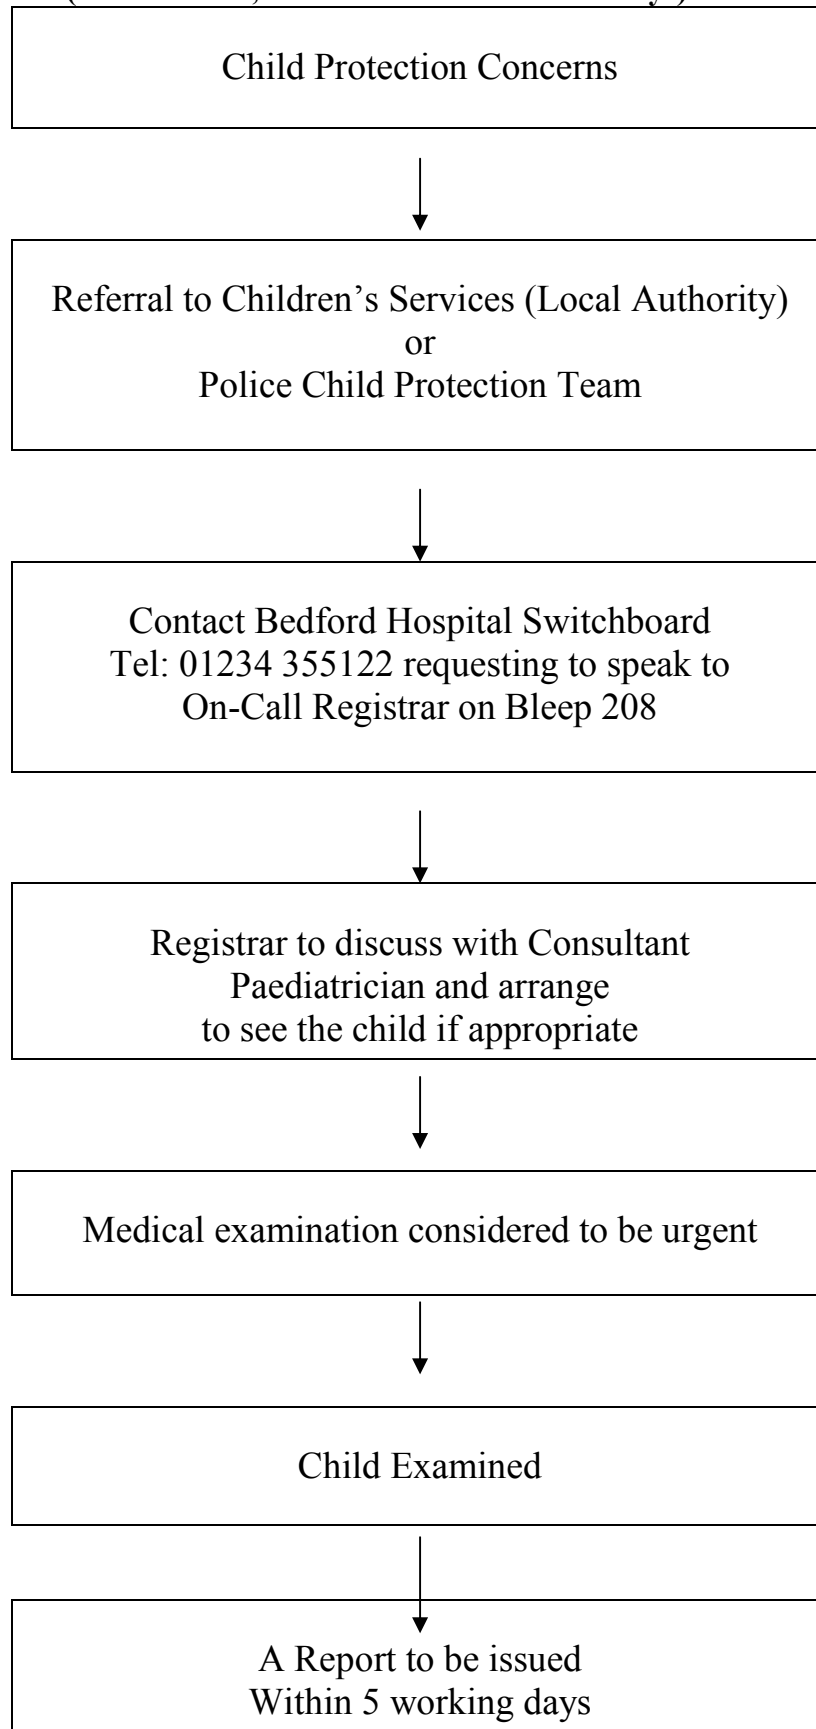 Child Protection Concerns
Referral to Children’s Services (Local Authority)
or
Police Child Protection Team
Contact Bedford Hospital Switchboard
Tel: 01234 355122 requesting to speak to
On-Call Registrar on Bleep 208
Registrar to discuss with Consultant
Paediatrician and arrange
to see the child if appropriate
Medical examination considered to be urgent
Child Examined
A Report to be issued
Within 5 working days